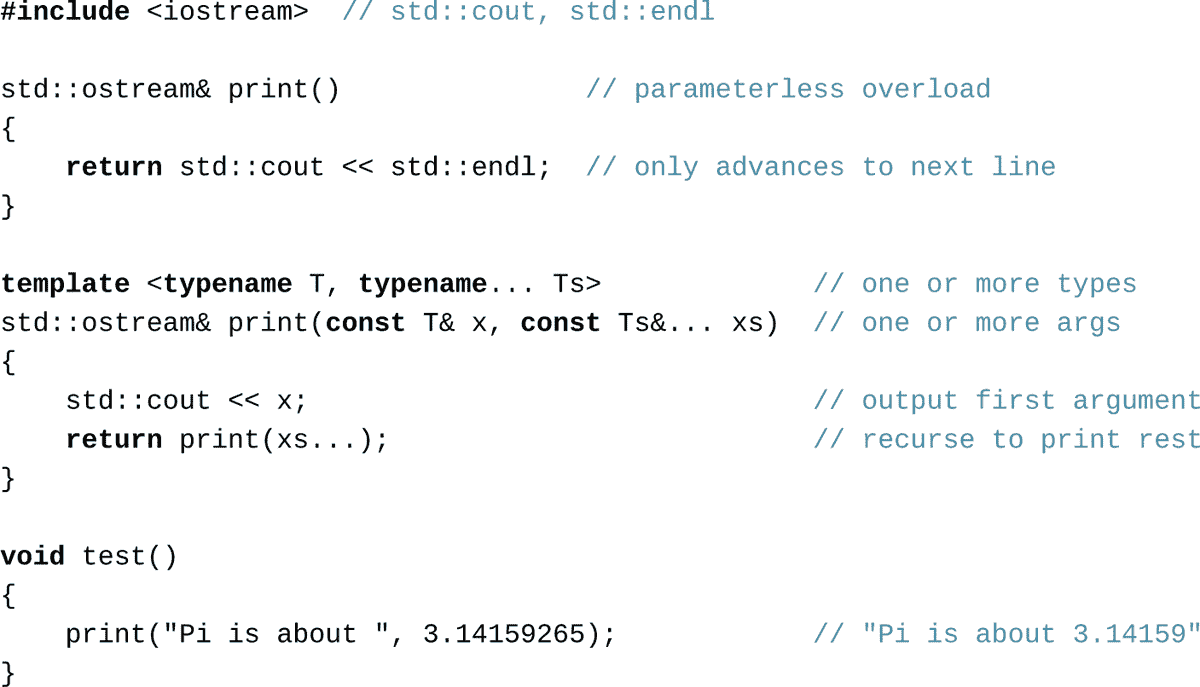 #include <iostream>  // std::cout, std::endl

std::ostream& print()               // parameterless overload
{
    return std::cout << std::endl;  // only advances to next line
}

template <typename T, typename... Ts>             // one or more types
std::ostream& print(const T& x, const Ts&... xs)  // one or more args
{
    std::cout << x;                               // output first argument
    return print(xs...);                          // recurse to print rest
}

void test()
{
    print("Pi is about ", 3.14159265);            // "Pi is about 3.14159"
}